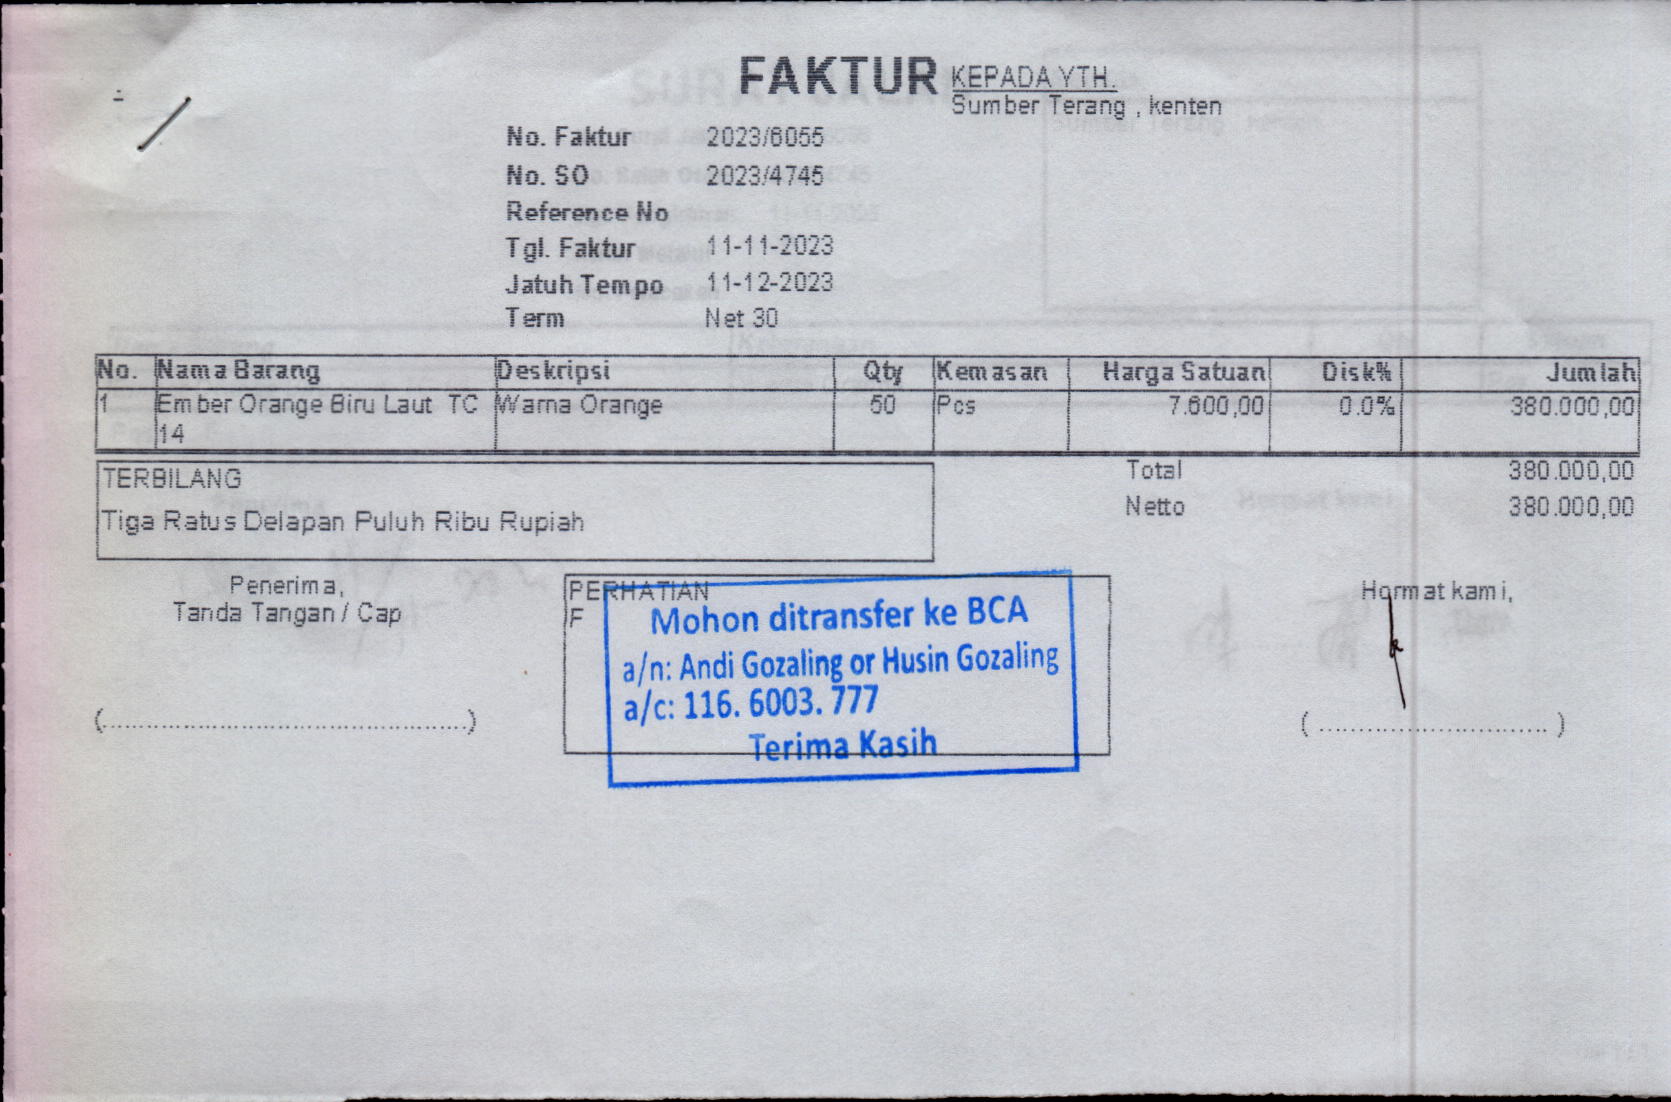 FAKTUR
KEPADA YTH.
Sumber Terang , kenten
No. Faktur 2023/6055
No. SO 2023/4745
Reference No
Tgl. Faktur 11-11-2023
Jatuh Tempo 11-12-2023
Term Net 30
No. Nama Barang Deskripsi Qty Kemasan Harga Satuan Disk% Jumlah
1 Ember Orange Biru Laut TC Warna Orange 50 Pcs 7.600,00 0.0% 380.000,00
14
TERBILANG
Tiga Ratus Delapan Puluh Ribu Rupiah
Total 380.000,00
Netto 380.000,00
Penerima,
Tanda Tangan / Cap
(........................................)
PERHATIAN
F
Mohon ditransfer ke BCA
a/n: Andi Gozaling or Husin Gozaling
a/c: 116. 6003. 777
Terima Kasih
Hormat kami,
(............................)